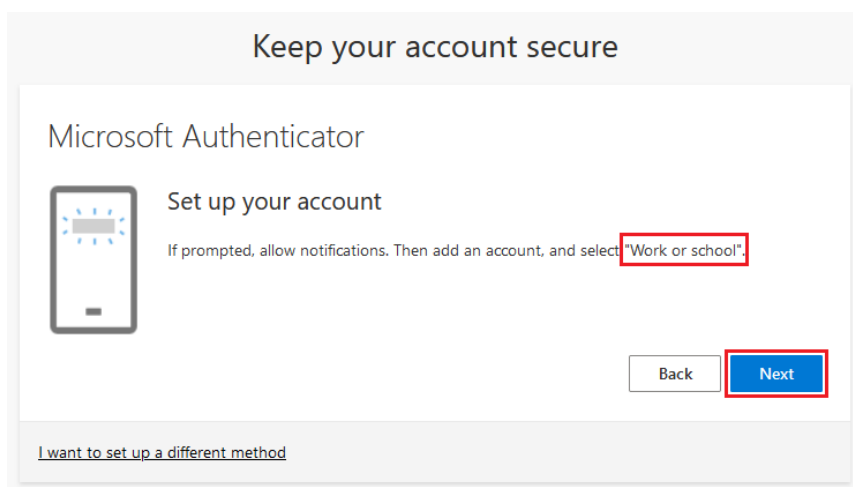 Keep your account secure
Microsoft Authenticator
Set up your account
If prompted, allow notifications. Then add an account, and select "Work or school".
Back
Next
I want to set up a different method